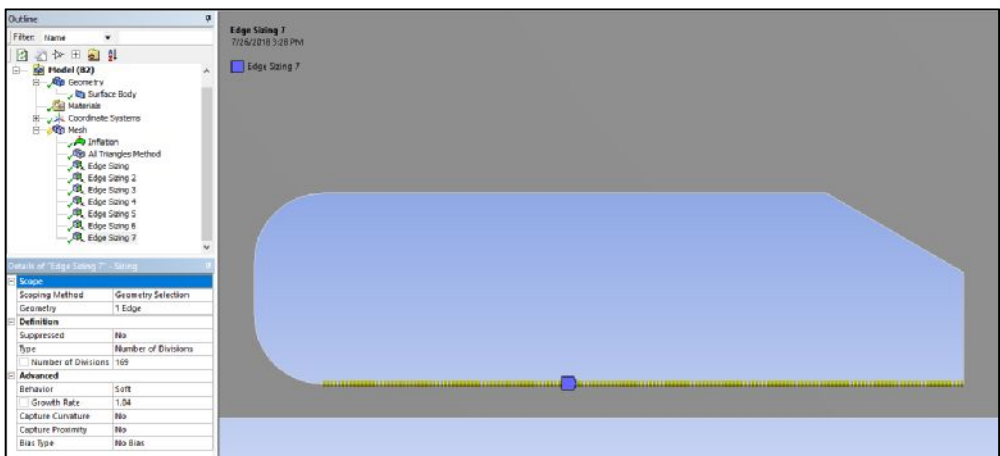 Outline
Filter: Name
Model (B2)
Geometry
Surface Body
Materials
Coordinate Systems
Mesh
Inflation
All Triangles Method
Edge Sizing
Edge Sizing 2
Edge Sizing 3
Edge Sizing 4
Edge Sizing 5
Edge Sizing 6
Edge Sizing 7
Details of "Edge Sizing 7" - Sizing
Scope
Scoping Method Geometry Selection
Geometry 1 Edge
Definition
Suppressed No
Type Number of Divisions
Number of Divisions 169
Advanced
Behavior Soft
Growth Rate 1.04
Capture Curvature No
Capture Proximity No
Bias Type No Bias
Edge Sizing 7
7/26/2018 3:28 PM
Edge Sizing 7